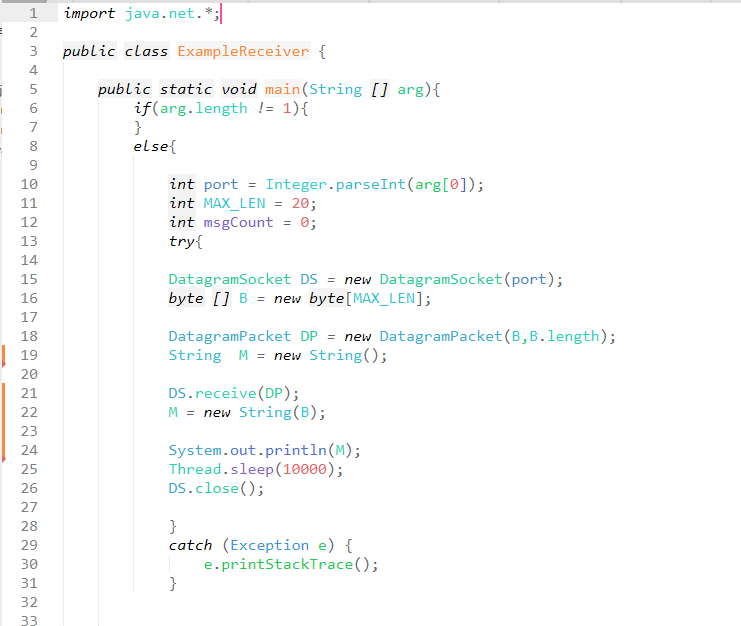 1 import java.net.*;
2
3 public class ExampleReceiver {
4
5 public static void main(String [] arg){
6 if(arg.length != 1){
7 }
8 else{
9
10 int port = Integer.parseInt(arg[0]);
11 int MAX_LEN = 20;
12 int msgCount = 0;
13 try{
14
15 DatagramSocket DS = new DatagramSocket(port);
16 byte [] B = new byte[MAX_LEN];
17
18 DatagramPacket DP = new DatagramPacket(B,B.length);
19 String  M = new String();
20
21 DS.receive(DP);
22 M = new String(B);
23
24 System.out.println(M);
25 Thread.sleep(10000);
26 DS.close();
27
28 }
29 catch (Exception e) {
30 e.printStackTrace();
31 }
32
33